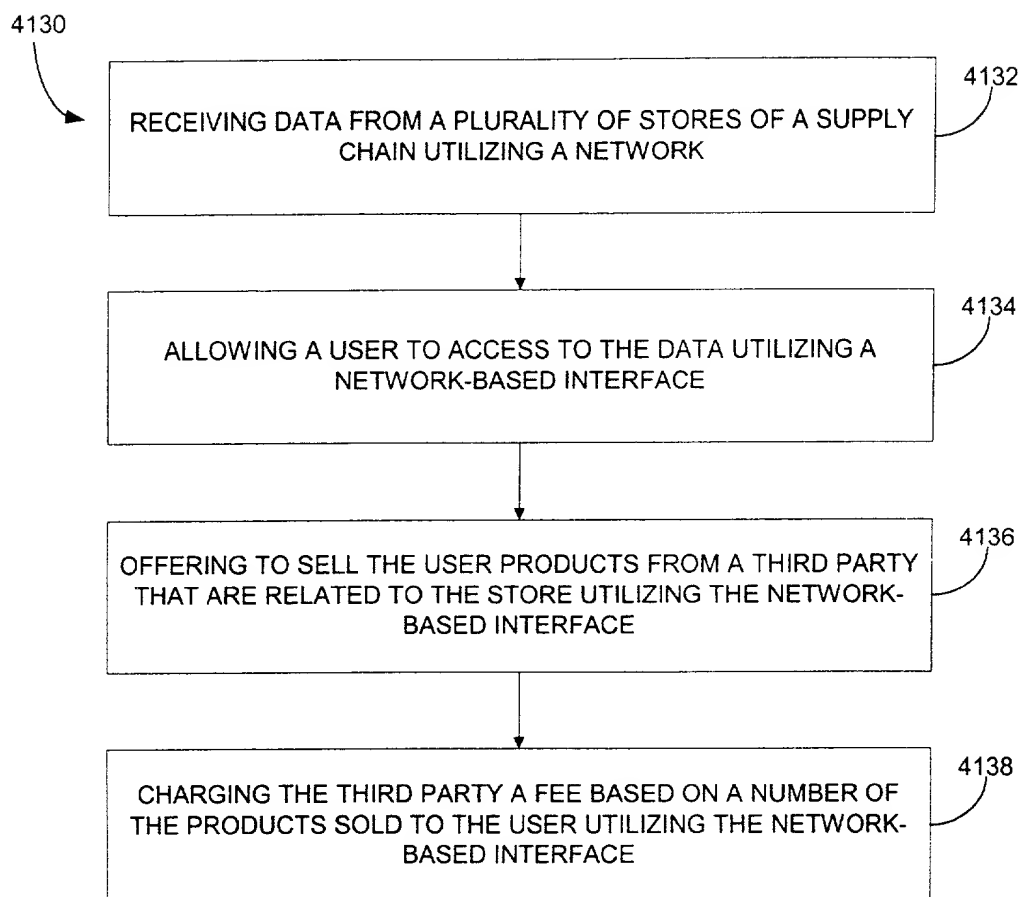 4130
4132
RECEIVING DATA FROM A PLURALITY OF STORES OF A SUPPLY
CHAIN UTILIZING A NETWORK
4134
ALLOWING A USER TO ACCESS TO THE DATA UTILIZING A
NETWORK-BASED INTERFACE
4136
OFFERING TO SELL THE USER PRODUCTS FROM A THIRD PARTY
THAT ARE RELATED TO THE STORE UTILIZING THE NETWORK-
BASED INTERFACE
4138
CHARGING THE THIRD PARTY A FEE BASED ON A NUMBER OF
THE PRODUCTS SOLD TO THE USER UTILIZING THE NETWORK-
BASED INTERFACE